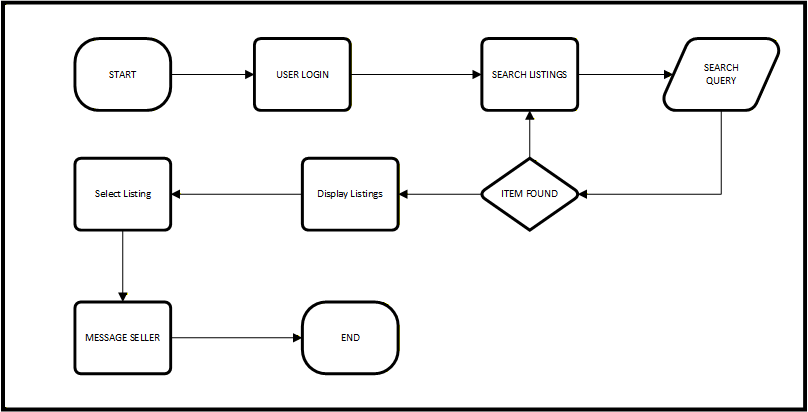 START
USER LOGIN
SEARCH LISTINGS
SEARCH
QUERY
Select Listing
Display Listings
ITEM FOUND
MESSAGE SELLER
END